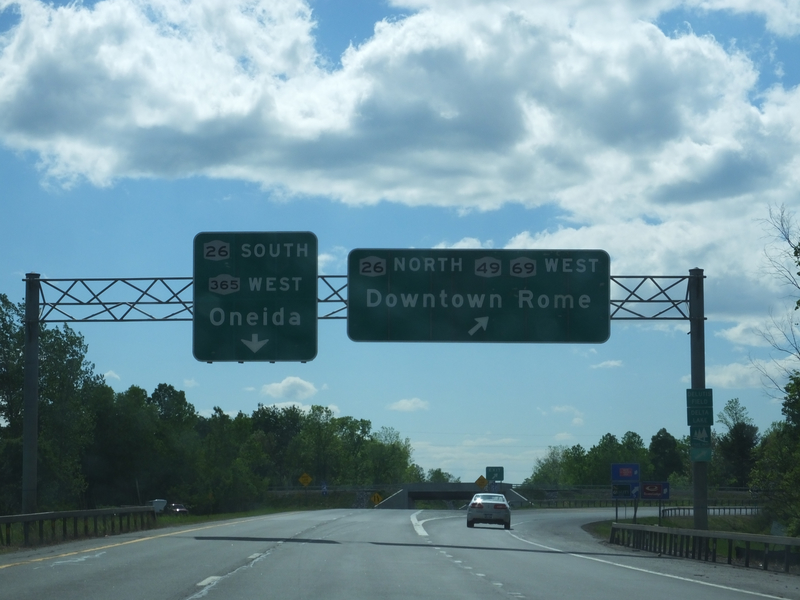 26 SOUTH
365 WEST
Oneida
26 NORTH 49 69 WEST
Downtown Rome